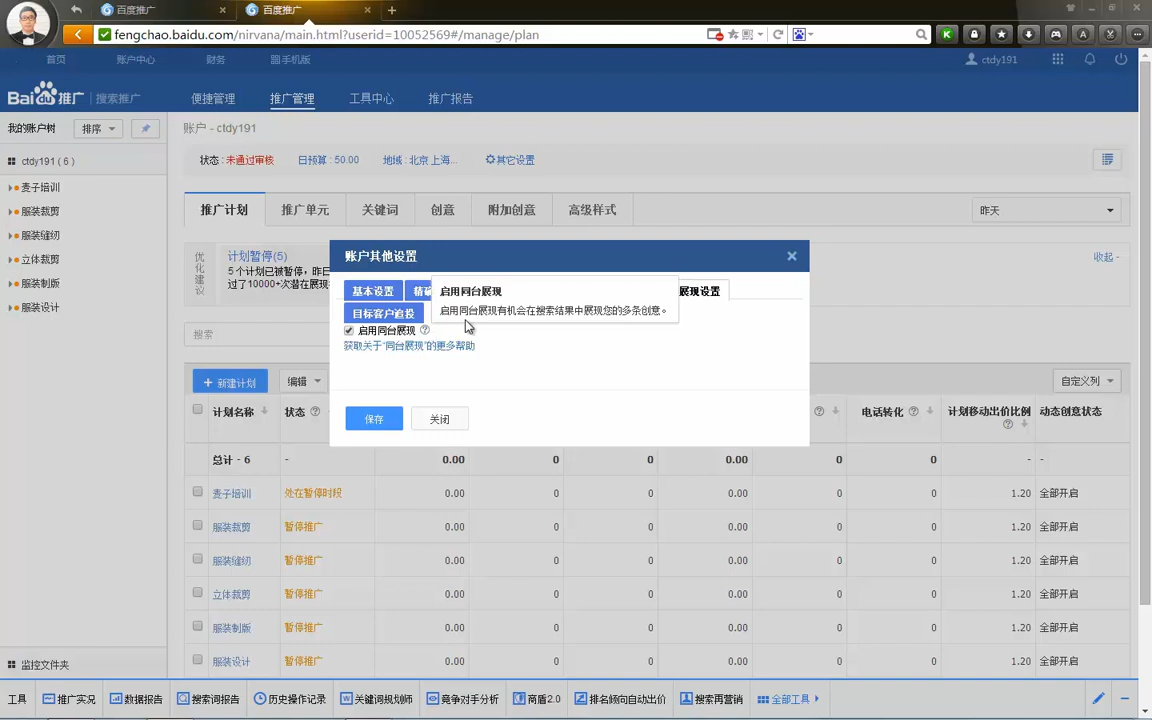 百度推广
百度推广
fengchao.baidu.com/nirvana/main.html?userid=10052569#/manage/plan
首页 账户中心 财务 手机版 ctdy191
Bai du 推广 搜索推广 便捷管理 推广管理 工具中心 推广报告
我的账户树 排序 账户 - ctdy191
ctdy191 ( 6 )
麦子培训
服装裁剪
服装缝纫
立体裁剪
服装制版
服装设计
监控文件夹
状态 : 未通过审核 日预算 : 50.00 地域 : 北京 上海... 其它设置
推广计划 推广单元 关键词 创意 附加创意 高级样式 昨天
优化建议
计划暂停(5) 收起 -
5 个计划已被暂停，昨日
过了10000+次潜在展现
账户其他设置
基本设置 精确 展现设置
启用同台展现
启用同台展现有机会在搜索结果中展现您的多条创意。
目标客户追投
启用同台展现
获取关于“同台展现”的更多帮助
保存 关闭
搜索
+ 新建计划 编辑 自定义列
计划名称 状态 电话转化 计划移动出价比例 动态创意状态
总计 - 6 - 0.00 0 0 0.00 0 0 - -
麦子培训 处在暂停时段 0.00 0 0 0.00 0 0 1.20 全部开启
服装裁剪 暂停推广 0.00 0 0 0.00 0 0 1.20 全部开启
服装缝纫 暂停推广 0.00 0 0 0.00 0 0 1.20 全部开启
立体裁剪 暂停推广 0.00 0 0 0.00 0 0 1.20 全部开启
服装制版 暂停推广 0.00 0 0 0.00 0 0 1.20 全部开启
服装设计 暂停推广 0.00 0 0 0.00 0 0 1.20 全部开启
工具 推广实况 数据报告 搜索词报告 历史操作记录 关键词规划师 竞争对手分析 商盾2.0 排名倾向自动出价 搜索再营销 全部工具